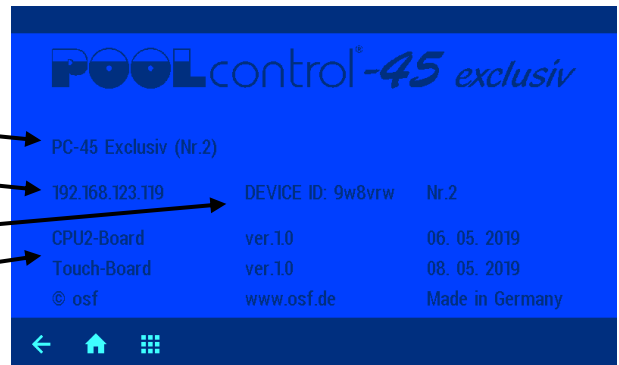 POOLcontrol®-45 exclusiv
PC-45 Exclusiv (Nr.2)
192.168.123.119 DEVICE ID: 9w8vrw Nr.2
CPU2-Board ver.1.0 06. 05. 2019
Touch-Board ver.1.0 08. 05. 2019
© osf www.osf.de Made in Germany